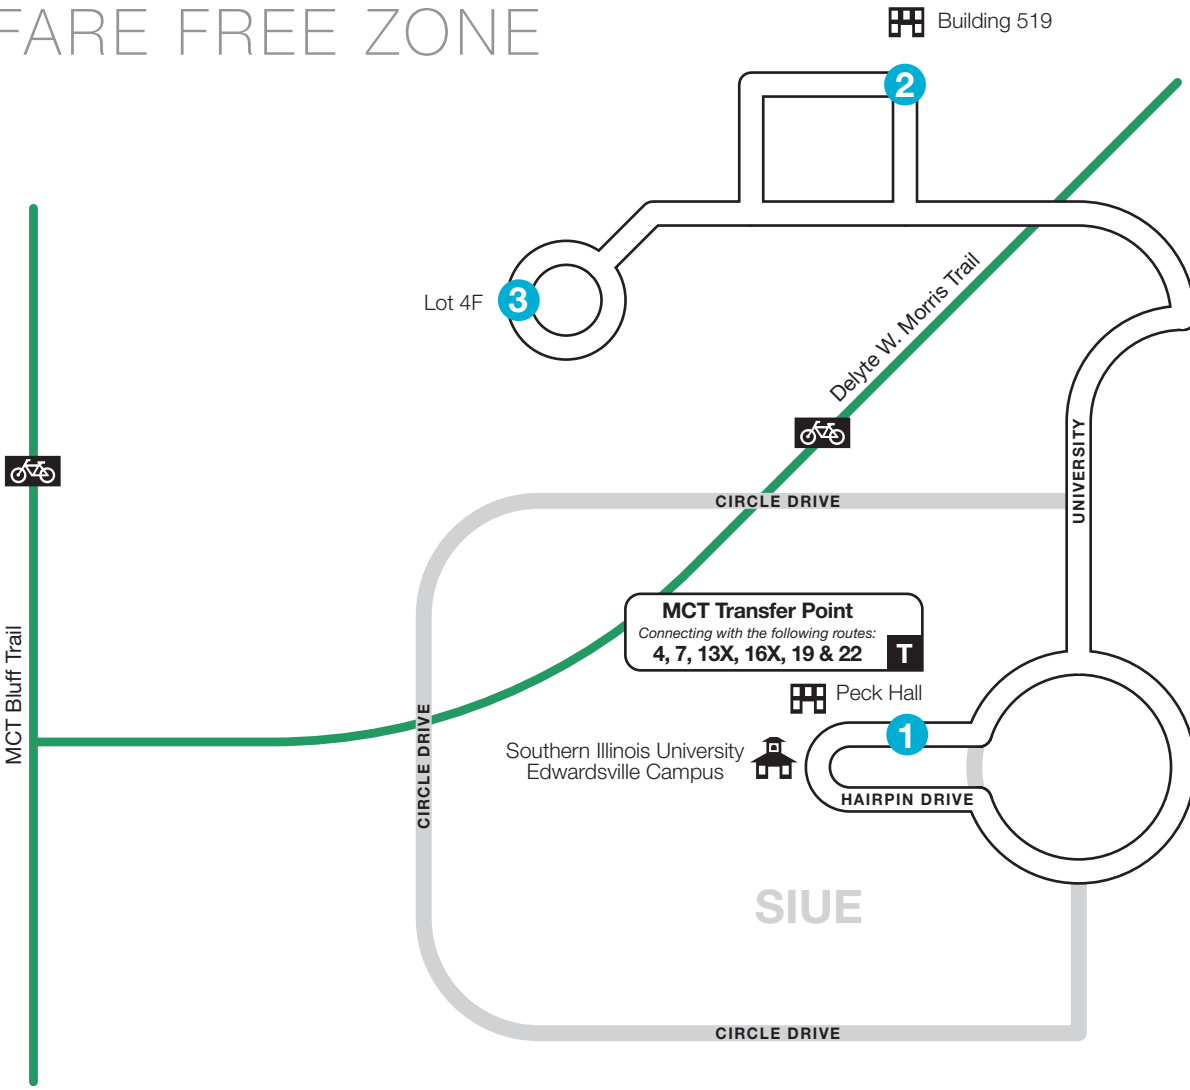 FARE FREE ZONE
Building 519
2
Lot 4F
3
Delyte W. Morris Trail
UNIVERSITY
CIRCLE DRIVE
MCT Transfer Point
Connecting with the following routes:
4, 7, 13X, 16X, 19 & 22
T
MCT Bluff Trail
Peck Hall
1
Southern Illinois University
Edwardsville Campus
CIRCLE DRIVE
HAIRPIN DRIVE
SIUE
CIRCLE DRIVE